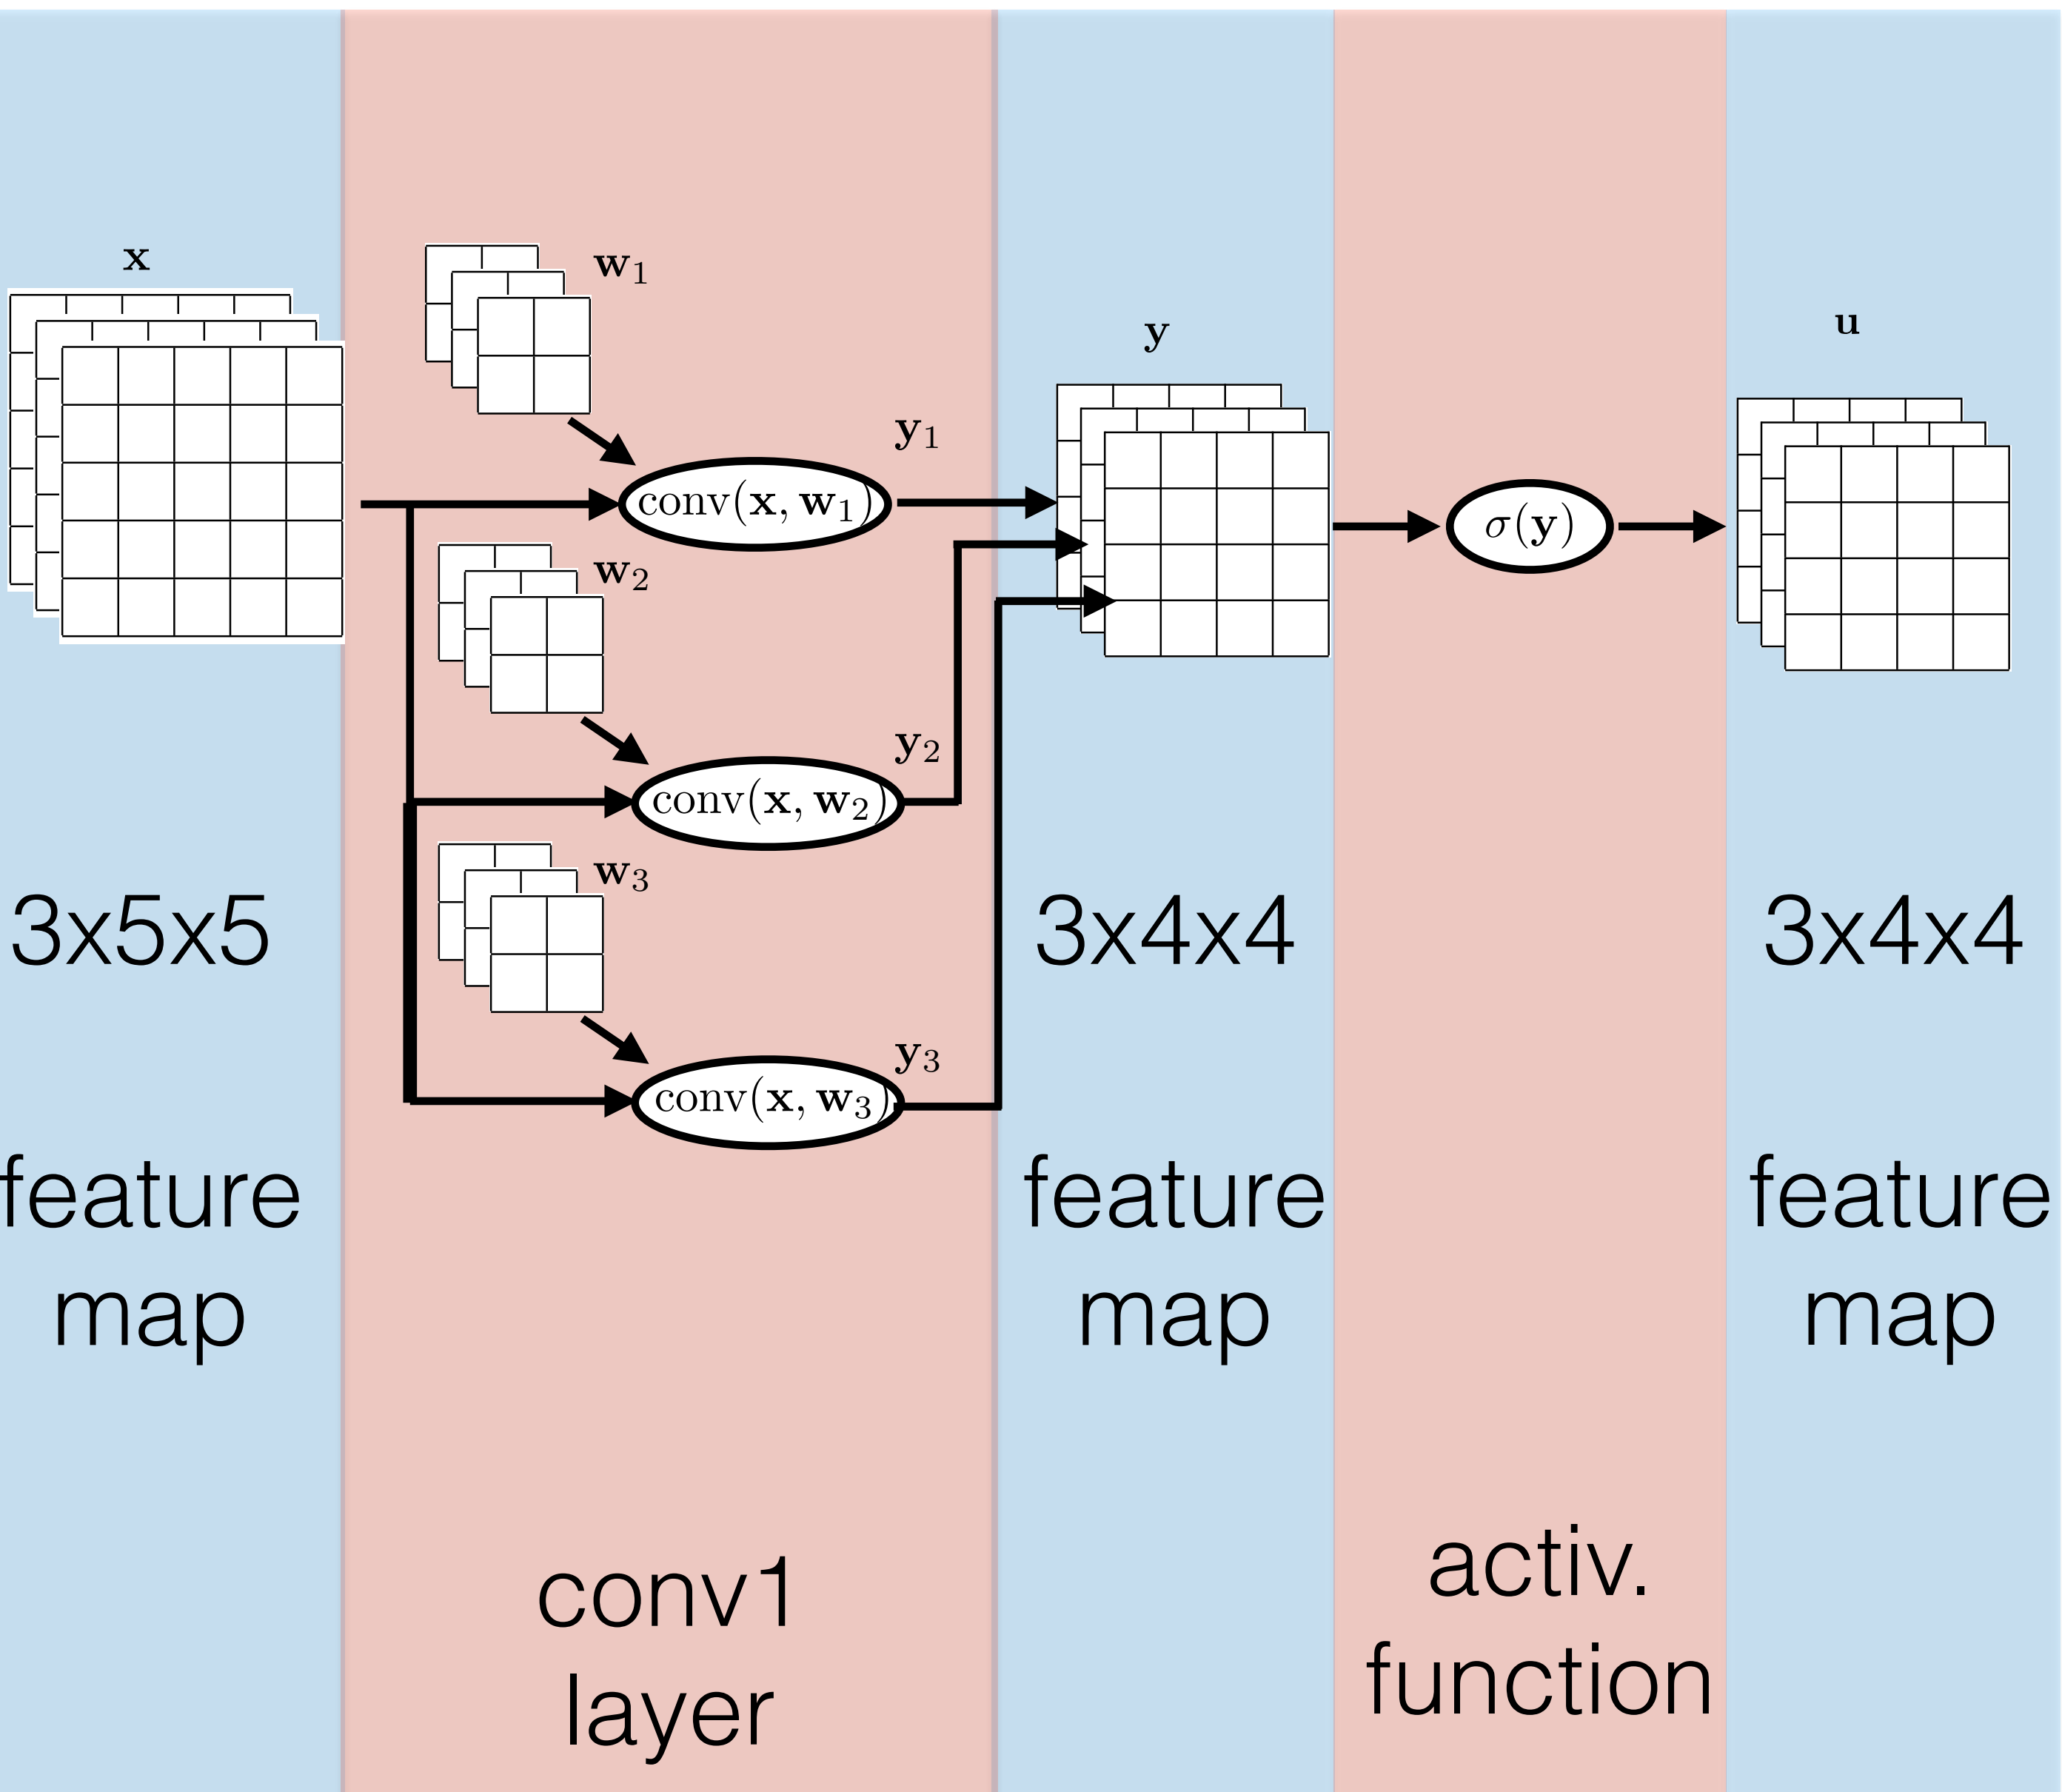 x
w₁
y
u
y₁
conv(x, w₁)
σ(y)
w₂
y₂
conv(x, w₂)
w₃
3x5x5
3x4x4
3x4x4
y₃
conv(x, w₃)
feature
map
feature
map
feature
map
conv1
layer
activ.
function